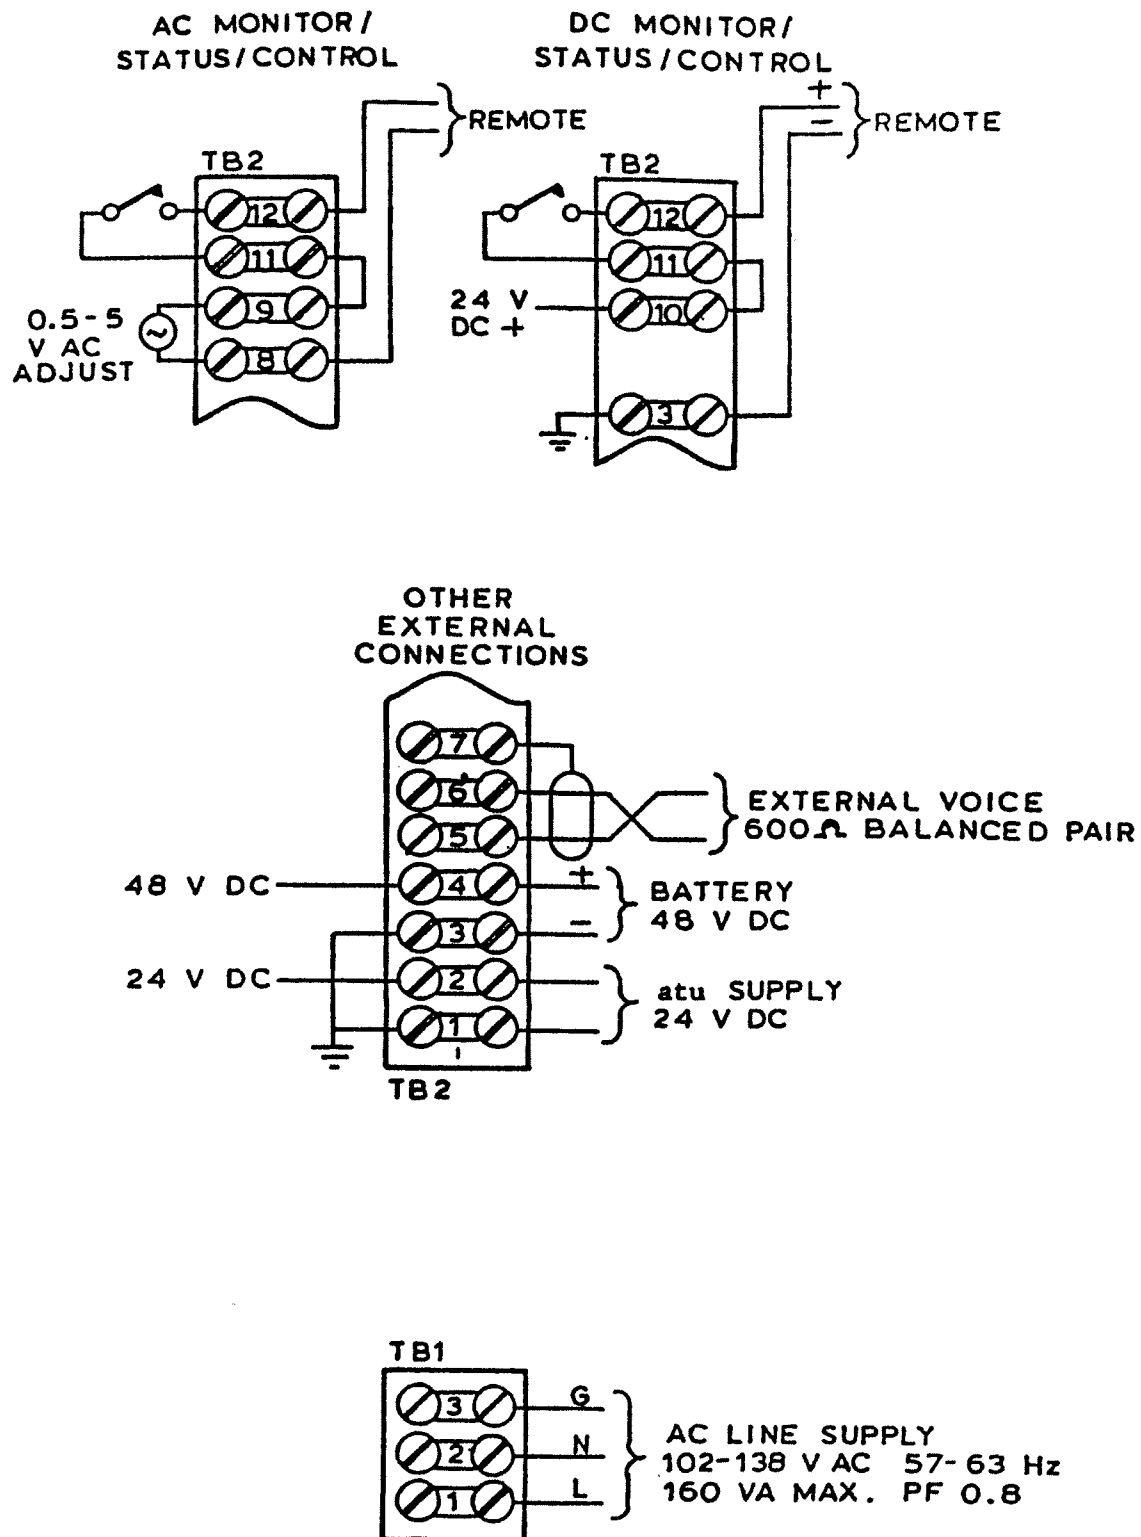 AC MONITOR/
STATUS/CONTROL
REMOTE
TB2
12
11
9
8
0.5-5
V AC
ADJUST
DC MONITOR/
STATUS/CONTROL
+
-
REMOTE
TB2
12
11
10
3
24 V
DC +
OTHER
EXTERNAL
CONNECTIONS
7
6
5
4
3
2
1
EXTERNAL VOICE
600Ω BALANCED PAIR
48 V DC
+
-
BATTERY
48 V DC
24 V DC
atu SUPPLY
24 V DC
TB2
TB1
3
2
1
G
N
L
AC LINE SUPPLY
102-138 V AC 57-63 Hz
160 VA MAX. PF 0.8